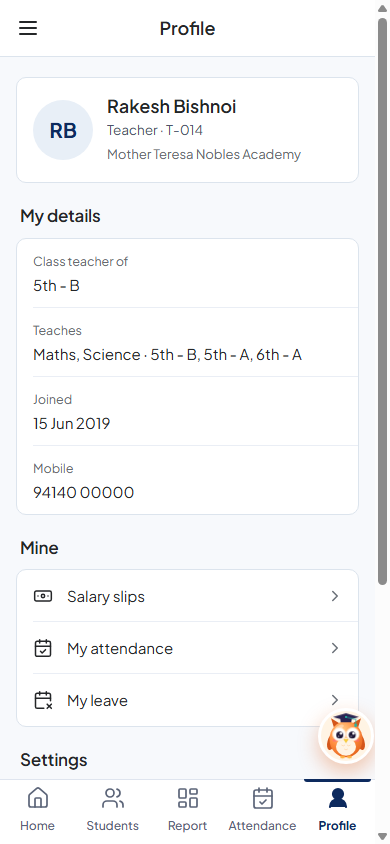 Profile
RB
Rakesh Bishnoi
Teacher · T-014
Mother Teresa Nobles Academy
My details
Class teacher of
5th - B
Teaches
Maths, Science · 5th - B, 5th - A, 6th - A
Joined
15 Jun 2019
Mobile
94140 00000
Mine
Salary slips
My attendance
My leave
Settings
Home
Students
Report
Attendance
Profile